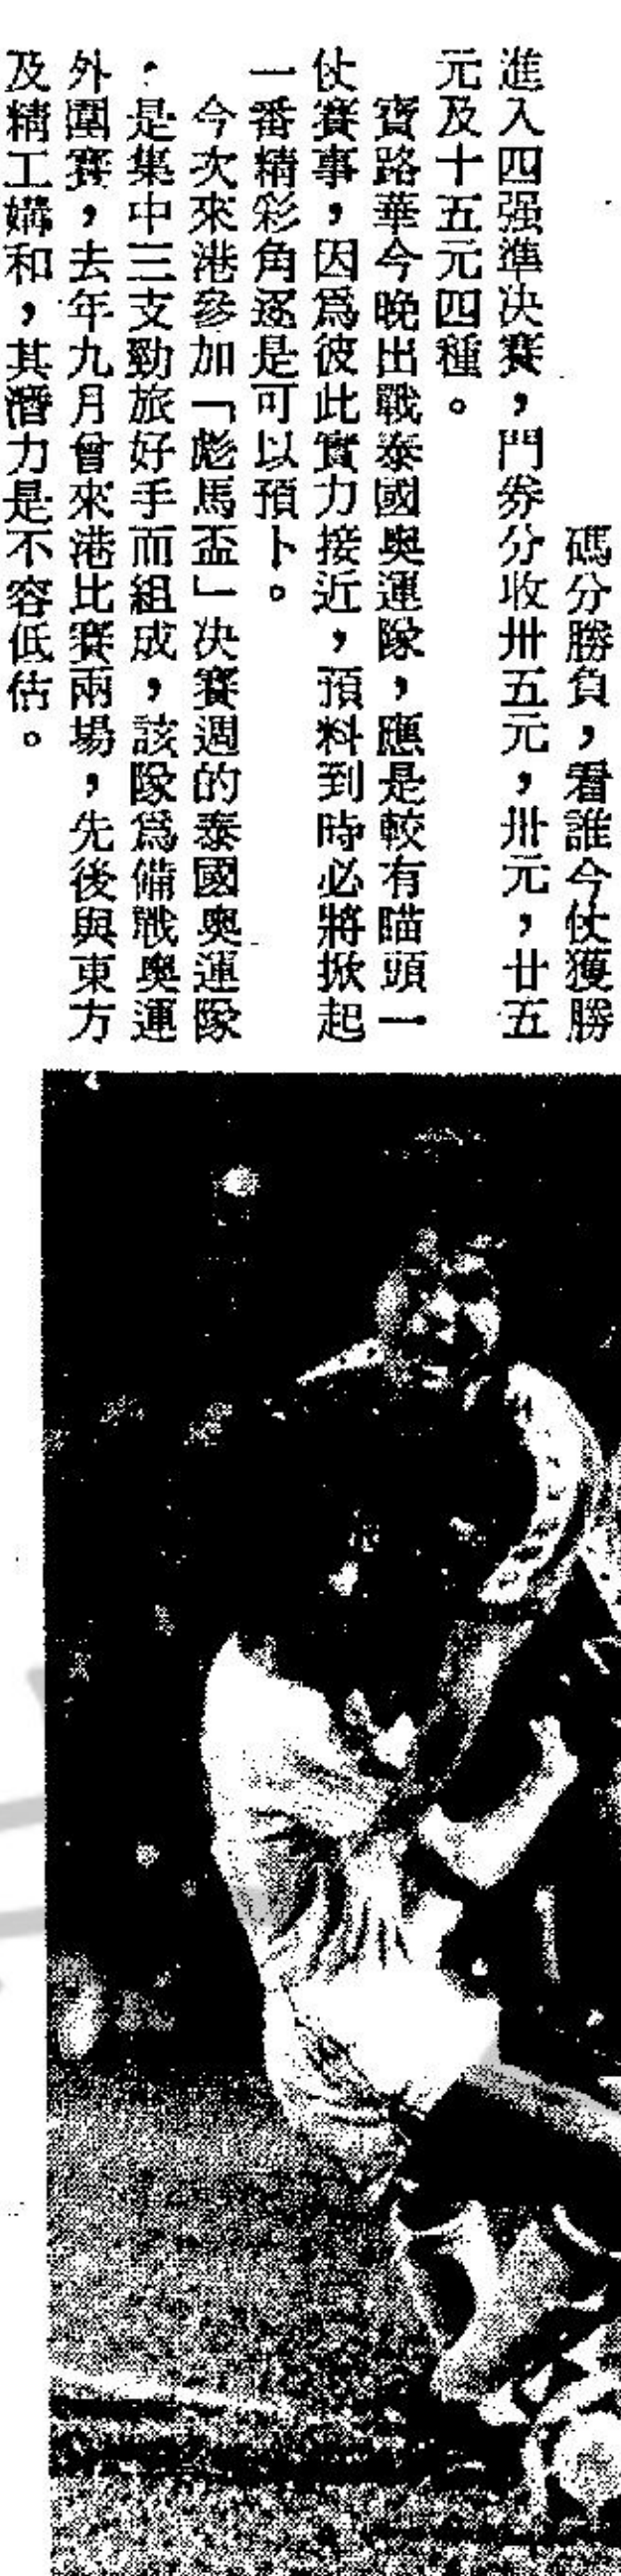 碼分勝負，看誰今仗獲勝
進入四强準決賽，門券分收卅五元，卅元，廿五
元及十五元四種。
寶路華今晚出戰泰國奧運隊，應是較有瞄頭一
仗賽事，因爲彼此實力接近，預料到時必將掀起
一番精彩角逐是可以預卜。
今次來港參加「彪馬盃」決賽週的泰國奧運隊
，是集中三支勁旅好手而組成，該隊爲備戰奧運
外圍賽，去年九月曾來港比賽兩場，先後與東方
及精工媾和，其潛力是不容低估。